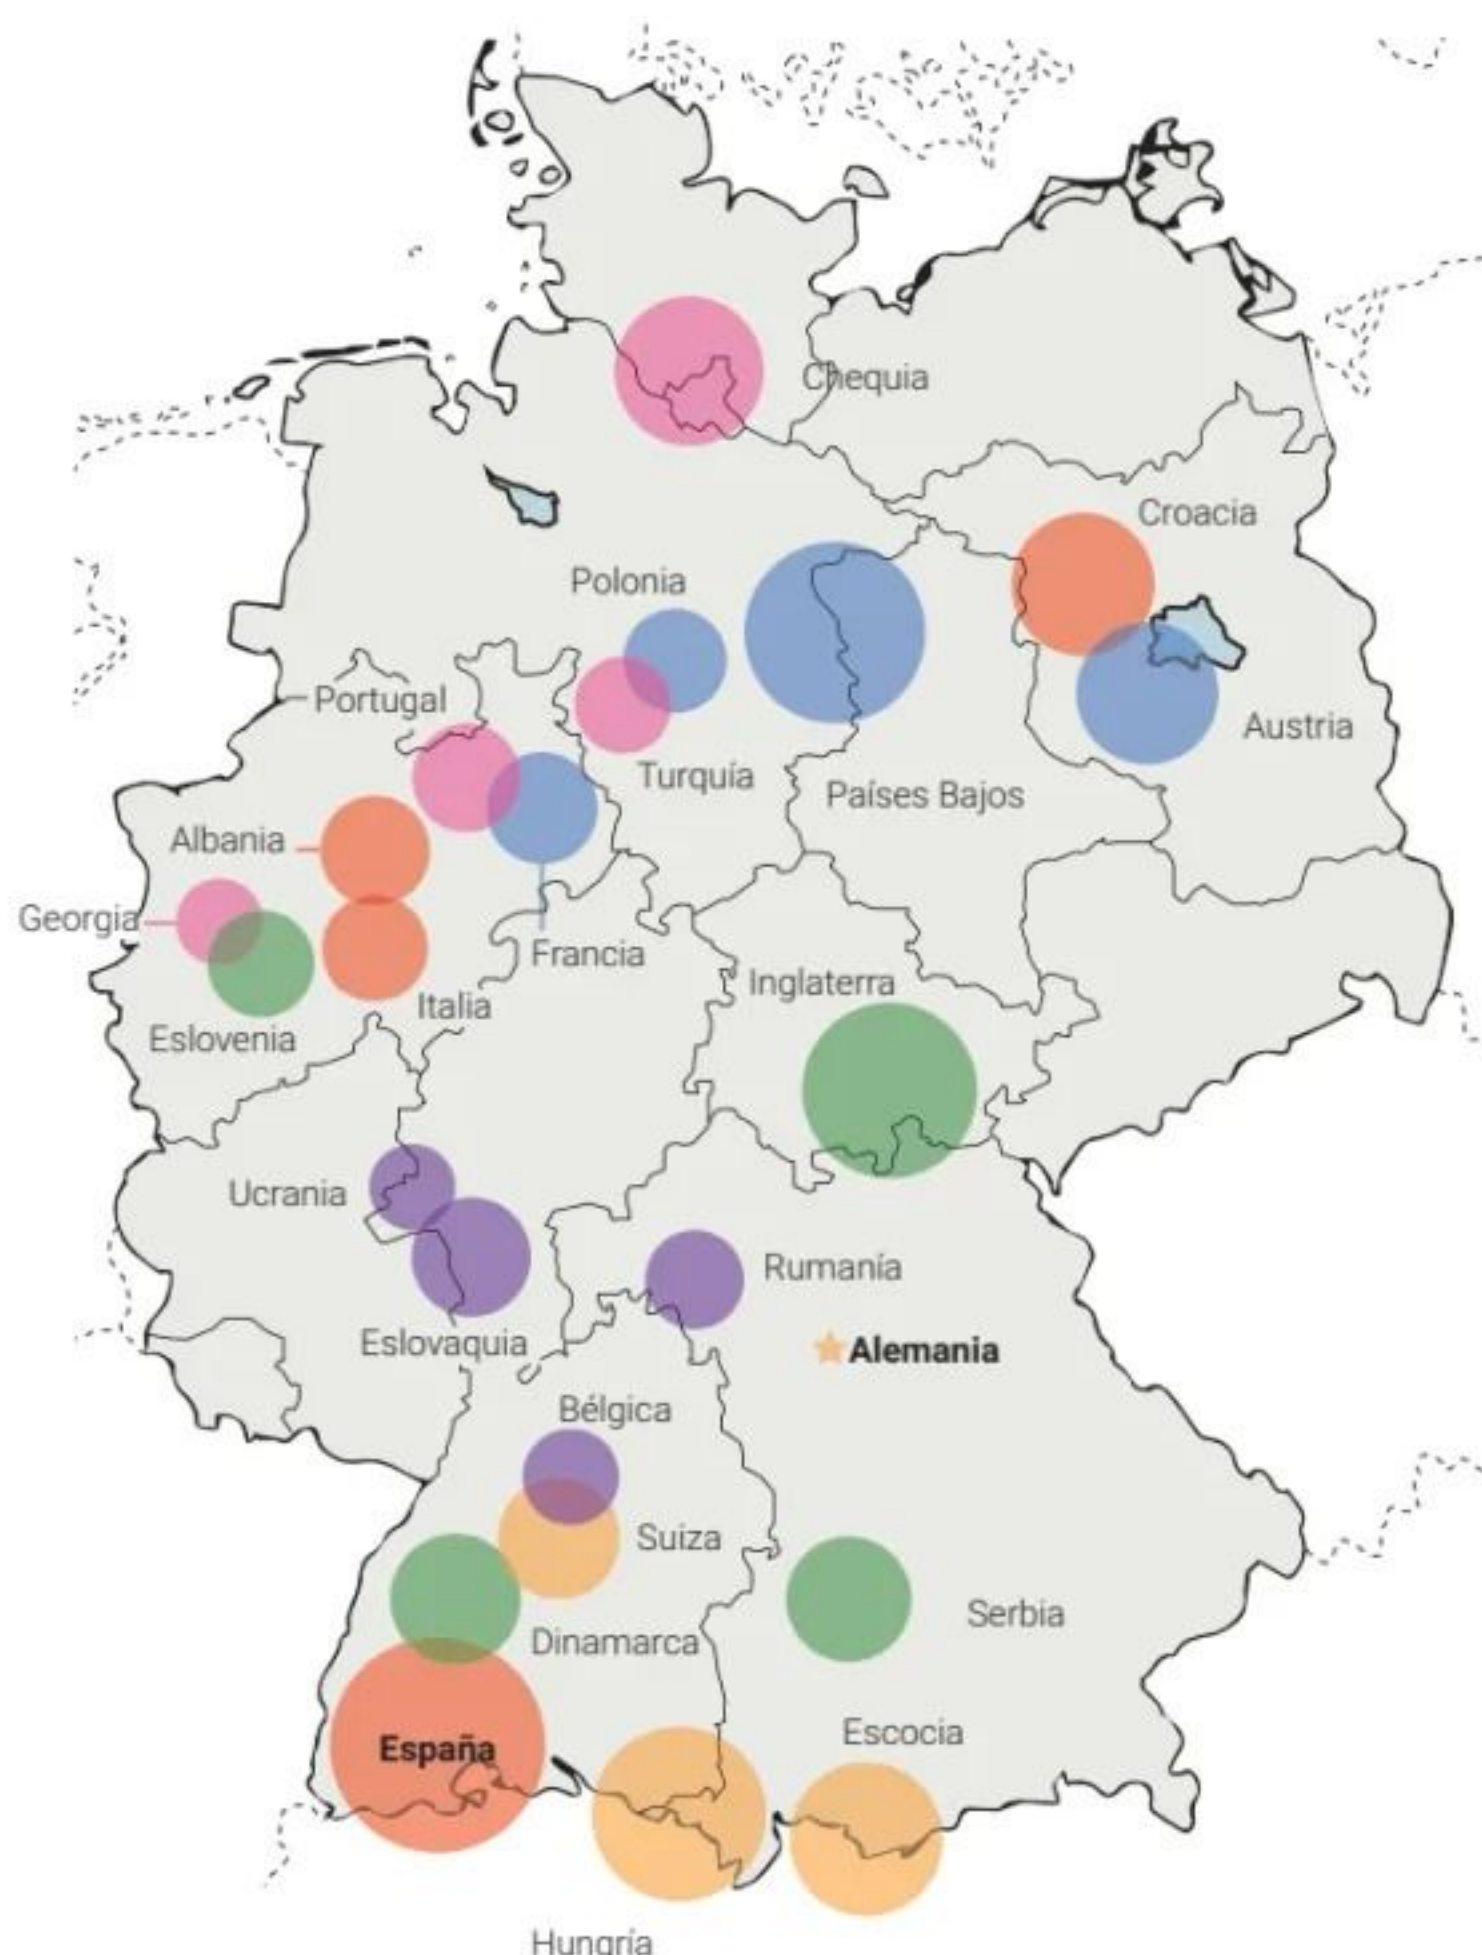 Chequia
Croacia
Polonia
Portugal
Austria
Turquía
Países Bajos
Albania
Georgia
Francia
Inglaterra
Italia
Eslovenia
Ucrania
Rumanía
Eslovaquia
Alemania
Bélgica
Suiza
Serbia
Dinamarca
Escocia
España
Hungría